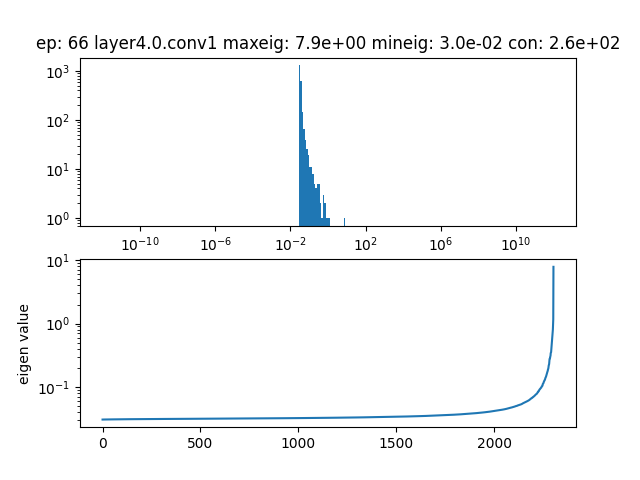 ep: 66 layer4.0.conv1 maxeig: 7.9e+00 mineig: 3.0e-02 con: 2.6e+02
10³
10²
10¹
10⁰
10⁻¹⁰ 10⁻⁶ 10⁻² 10² 10⁶ 10¹⁰
10¹
10⁰
10⁻¹
eigen value
0 500 1000 1500 2000